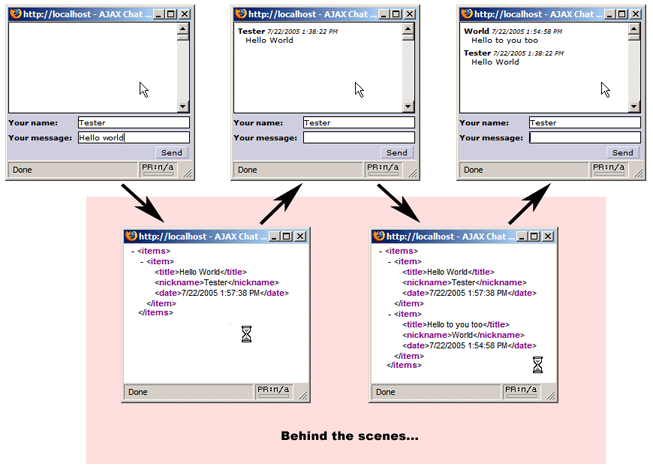 http://localhost - AJAX Chat ...
Your name: Tester
Your message: Hello world
Send
Done PR:n/a
http://localhost - AJAX Chat ...
Tester 7/22/2005 1:38:22 PM
Hello World
Your name: Tester
Your message:
Send
Done PR:n/a
http://localhost - AJAX Chat ...
World 7/22/2005 1:54:58 PM
Hello to you too
Tester 7/22/2005 1:38:22 PM
Hello World
Your name: Tester
Your message:
Send
Done PR:n/a
http://localhost - AJAX Chat ...
- <items>
- <item>
<title>Hello World</title>
<nickname>Tester</nickname>
<date>7/22/2005 1:57:38 PM</date>
</item>
</items>
Done PR:n/a
http://localhost - AJAX Chat ...
- <items>
- <item>
<title>Hello World</title>
<nickname>Tester</nickname>
<date>7/22/2005 1:57:38 PM</date>
</item>
- <item>
<title>Hello to you too</title>
<nickname>World</nickname>
<date>7/22/2005 1:54:58 PM</date>
</item>
</items>
Done PR:n/a
Behind the scenes...